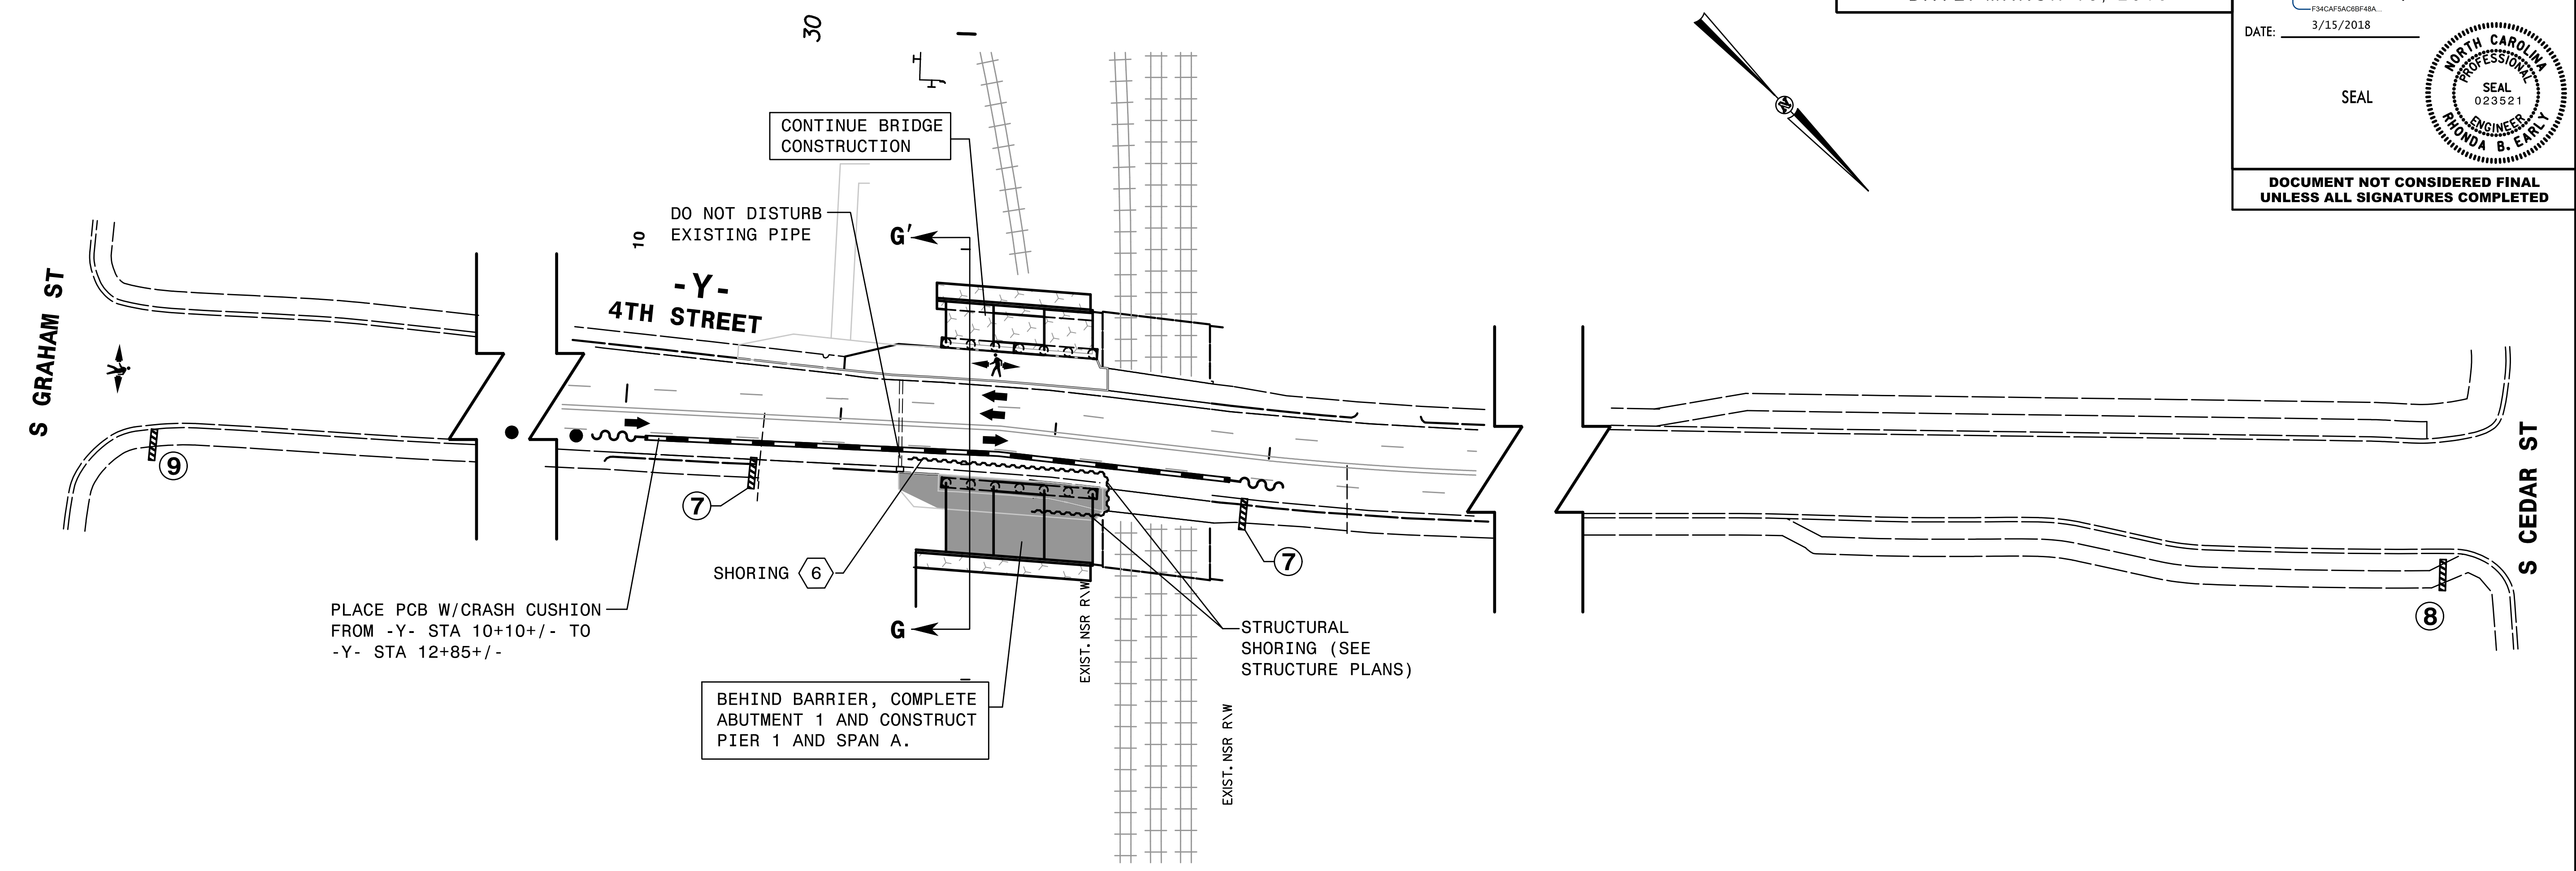 F34CAF5AC6BF48A...
DATE: 3/15/2018
SEAL
NORTH CAROLINA
PROFESSIONAL
SEAL
023521
ENGINEER
RHONDA B. EARLY
DOCUMENT NOT CONSIDERED FINAL
UNLESS ALL SIGNATURES COMPLETED
30
N
CONTINUE BRIDGE
CONSTRUCTION
DO NOT DISTURB
EXISTING PIPE
10
G'
-Y-
4TH STREET
S GRAHAM ST
S CEDAR ST
9
7
7
8
SHORING 6
PLACE PCB W/CRASH CUSHION
FROM -Y- STA 10+10+/- TO
-Y- STA 12+85+/-
G
EXIST. NSR R\W
STRUCTURAL
SHORING (SEE
STRUCTURE PLANS)
BEHIND BARRIER, COMPLETE
ABUTMENT 1 AND CONSTRUCT
PIER 1 AND SPAN A.
EXIST. NSR R\W